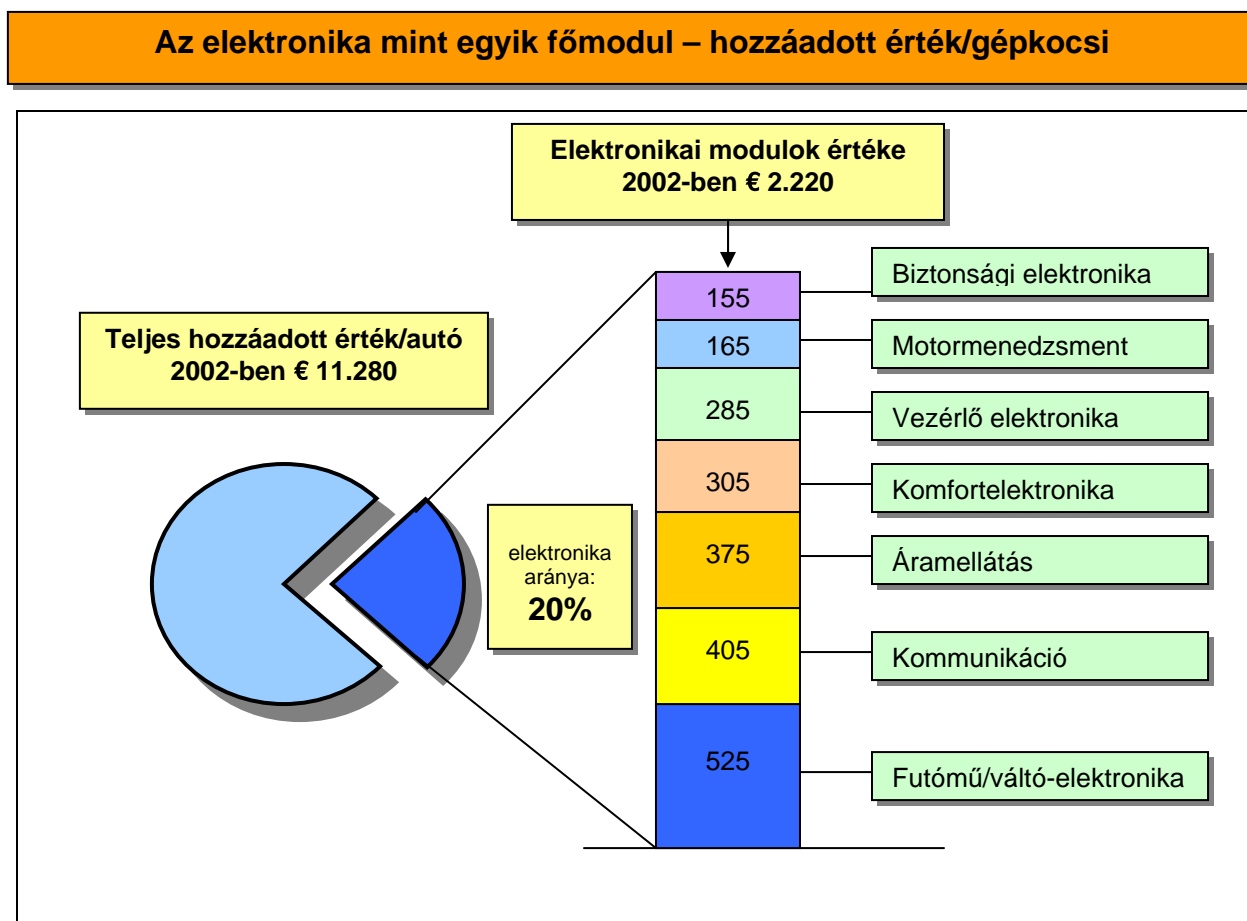 Az elektronika mint egyik főmodul – hozzáadott érték/gépkocsi
Elektronikai modulok értéke
2002-ben € 2.220
Teljes hozzáadott érték/autó
2002-ben € 11.280
elektronika
aránya:
20%
155
Biztonsági elektronika
165
Motormenedzsment
285
Vezérlő elektronika
305
Komfortelektronika
375
Áramellátás
405
Kommunikáció
525
Futómű/váltó-elektronika